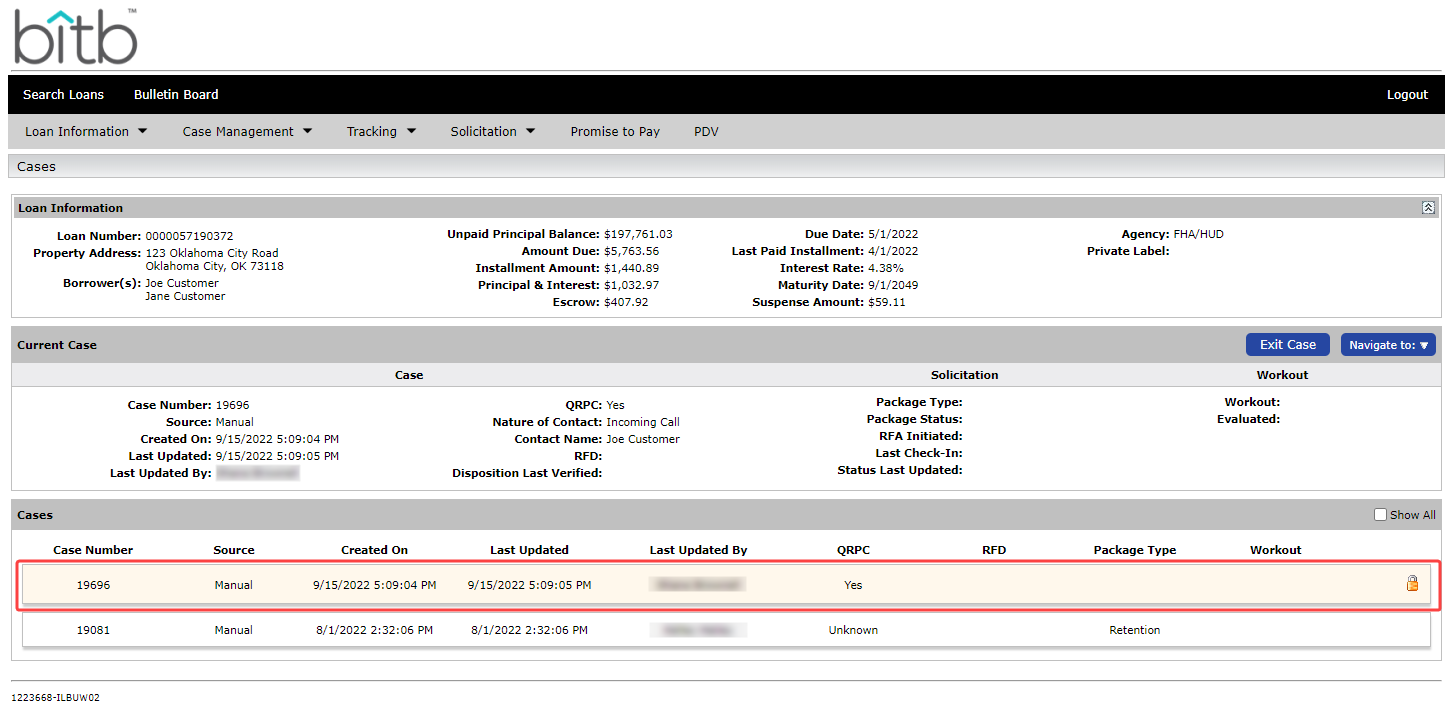 bitb™
Search Loans Bulletin Board Logout
Loan Information Case Management Tracking Solicitation Promise to Pay PDV
Cases
Loan Information
Loan Number: 0000057190372
Property Address: 123 Oklahoma City Road
Oklahoma City, OK 73118
Borrower(s): Joe Customer
Jane Customer
Unpaid Principal Balance: $197,761.03
Amount Due: $5,763.56
Installment Amount: $1,440.89
Principal & Interest: $1,032.97
Escrow: $407.92
Due Date: 5/1/2022
Last Paid Installment: 4/1/2022
Interest Rate: 4.38%
Maturity Date: 9/1/2049
Suspense Amount: $59.11
Agency: FHA/HUD
Private Label:
Current Case Exit Case Navigate to:
Case Solicitation Workout
Case Number: 19696
Source: Manual
Created On: 9/15/2022 5:09:04 PM
Last Updated: 9/15/2022 5:09:05 PM
Last Updated By:
QRPC: Yes
Nature of Contact: Incoming Call
Contact Name: Joe Customer
RFD:
Disposition Last Verified:
Package Type:
Package Status:
RFA Initiated:
Last Check-In:
Status Last Updated:
Workout:
Evaluated:
Cases Show All
Case Number Source Created On Last Updated Last Updated By QRPC RFD Package Type Workout
19696 Manual 9/15/2022 5:09:04 PM 9/15/2022 5:09:05 PM Yes
19081 Manual 8/1/2022 2:32:06 PM 8/1/2022 2:32:06 PM Unknown Retention
1223668-ILBUW02